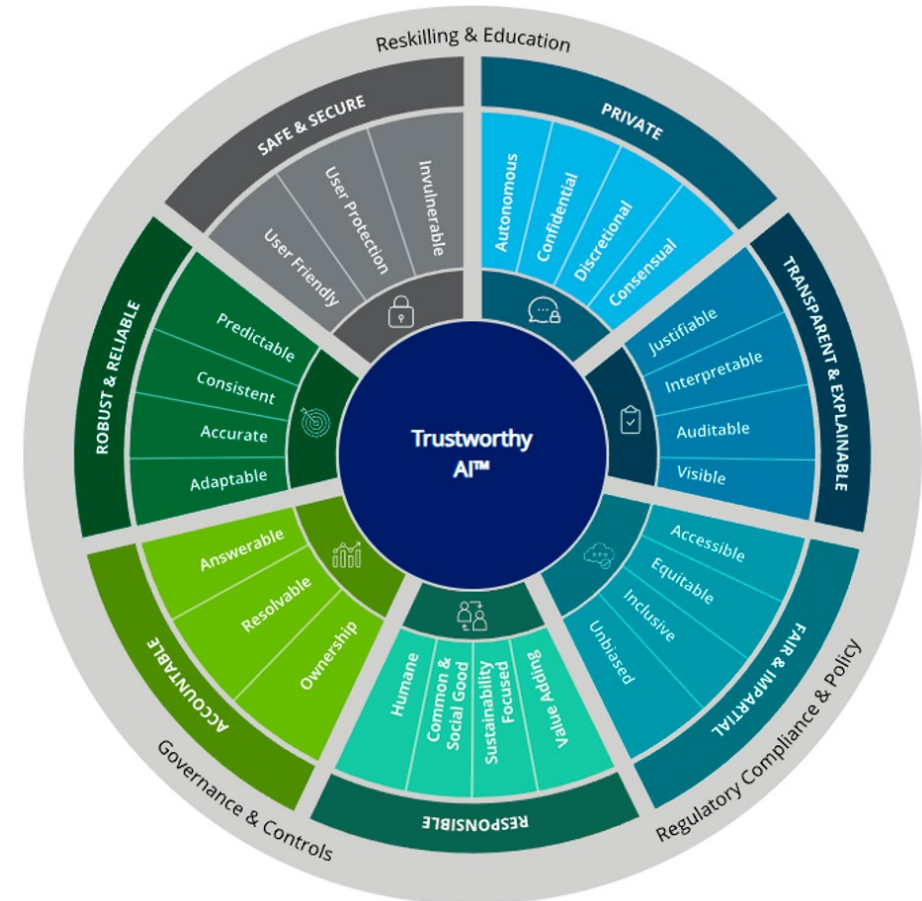 Reskilling & Education
SAFE & SECURE
User Friendly
User Protection
Invulnerable
PRIVATE
Autonomous
Confidential
Discretional
Consensual
TRANSPARENT & EXPLAINABLE
Justifiable
Interpretable
Auditable
Visible
FAIR & IMPARTIAL
Accessible
Equitable
Inclusive
Unbiased
Regulatory Compliance & Policy
RESPONSIBLE
Humane
Common &
Social Good
Sustainability
Focused
Value Adding
ACCOUNTABLE
Answerable
Resolvable
Ownership
Governance & Controls
ROBUST & RELIABLE
Predictable
Consistent
Accurate
Adaptable
Trustworthy
AI™